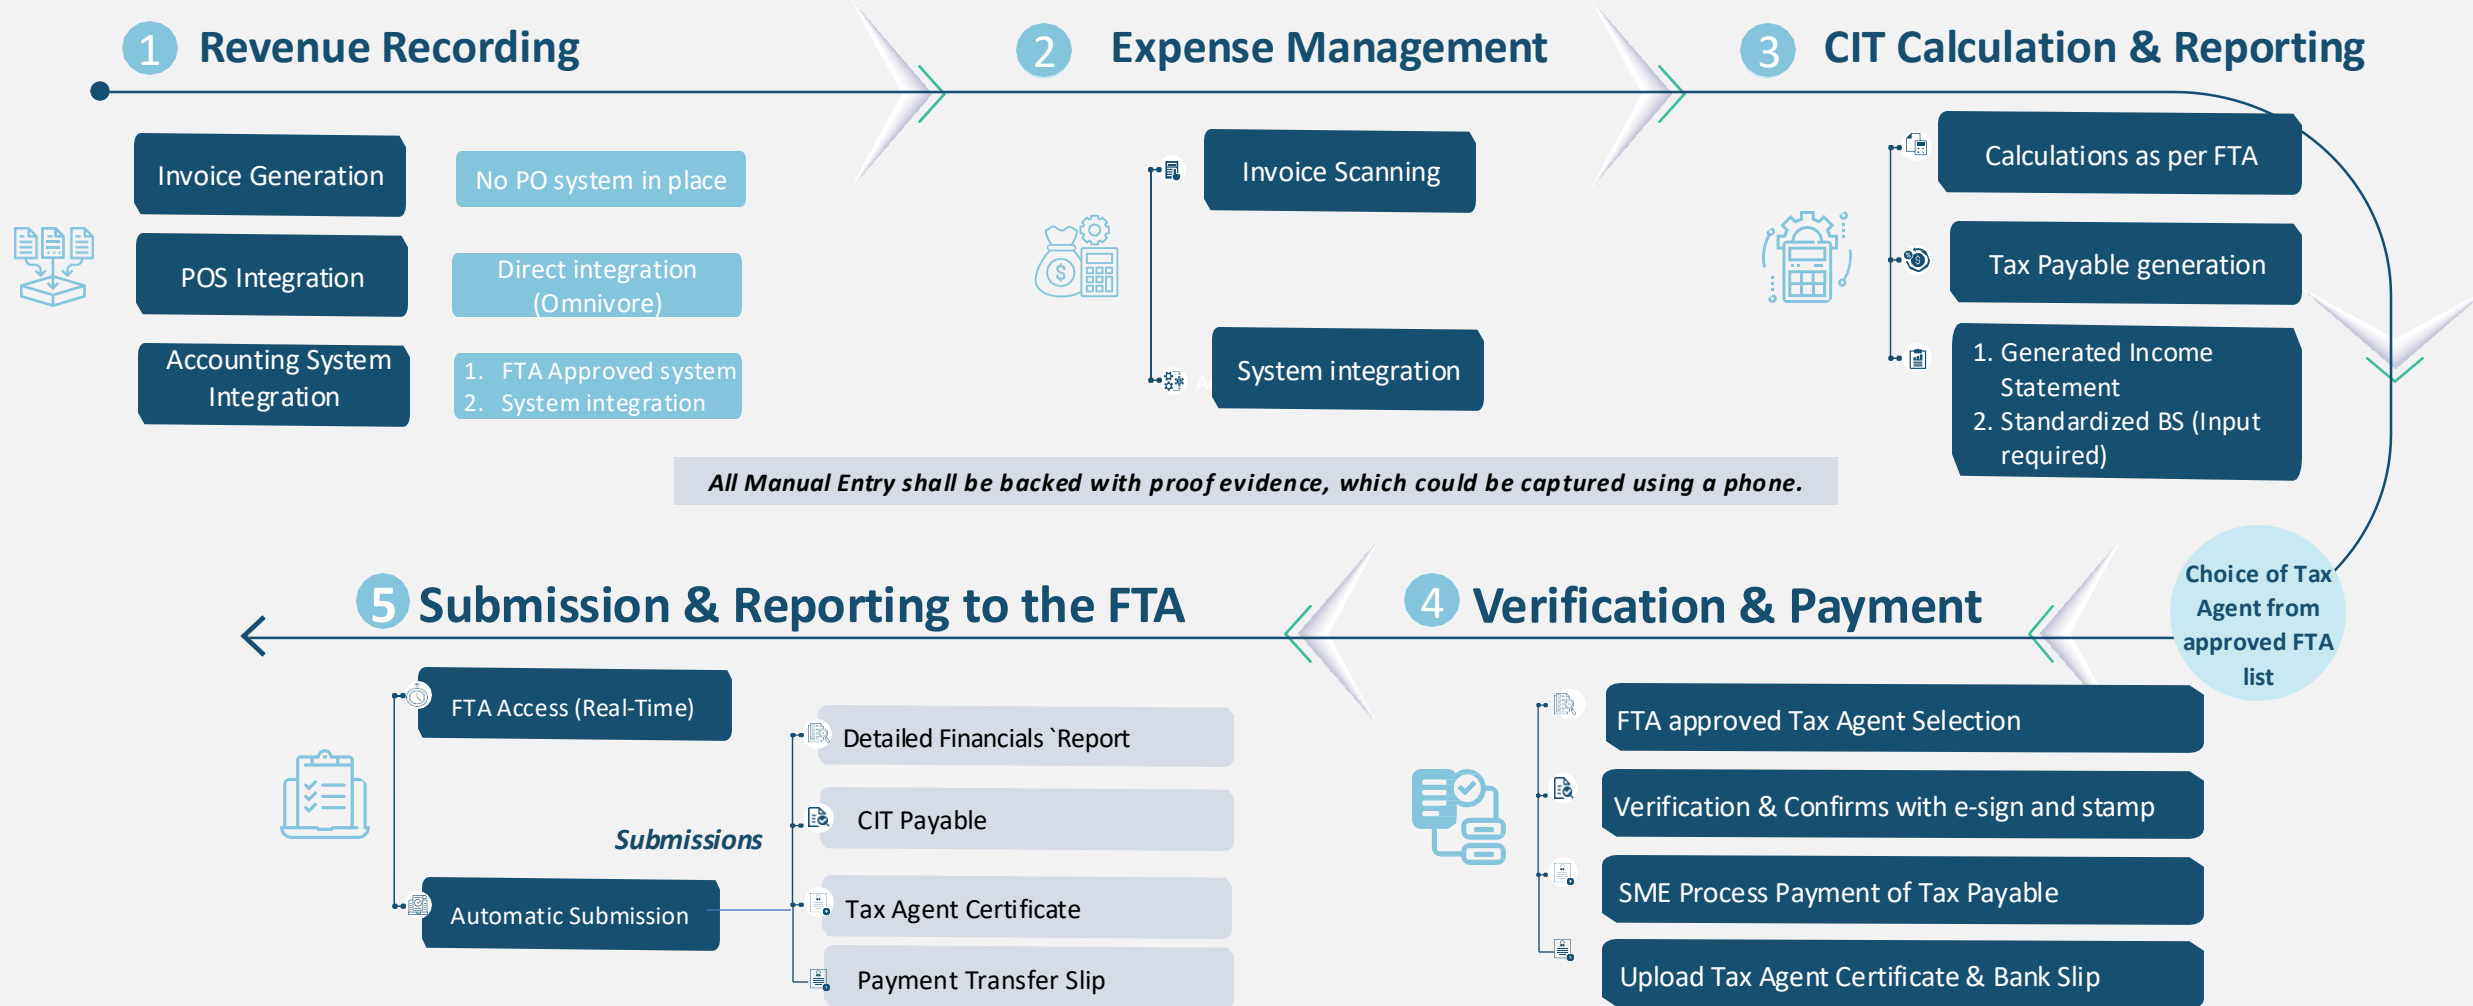 1 Revenue Recording
Invoice Generation
No PO system in place
POS Integration
Direct integration
(Omnivore)
Accounting System
Integration
1. FTA Approved system
2. System integration
2 Expense Management
Invoice Scanning
System integration
3 CIT Calculation & Reporting
Calculations as per FTA
Tax Payable generation
1. Generated Income
Statement
2. Standardized BS (Input
required)
All Manual Entry shall be backed with proof evidence, which could be captured using a phone.
Choice of Tax
Agent from
approved FTA
list
4 Verification & Payment
FTA approved Tax Agent Selection
Verification & Confirms with e-sign and stamp
SME Process Payment of Tax Payable
Upload Tax Agent Certificate & Bank Slip
5 Submission & Reporting to the FTA
FTA Access (Real-Time)
Automatic Submission
Submissions
Detailed Financials `Report
CIT Payable
Tax Agent Certificate
Payment Transfer Slip